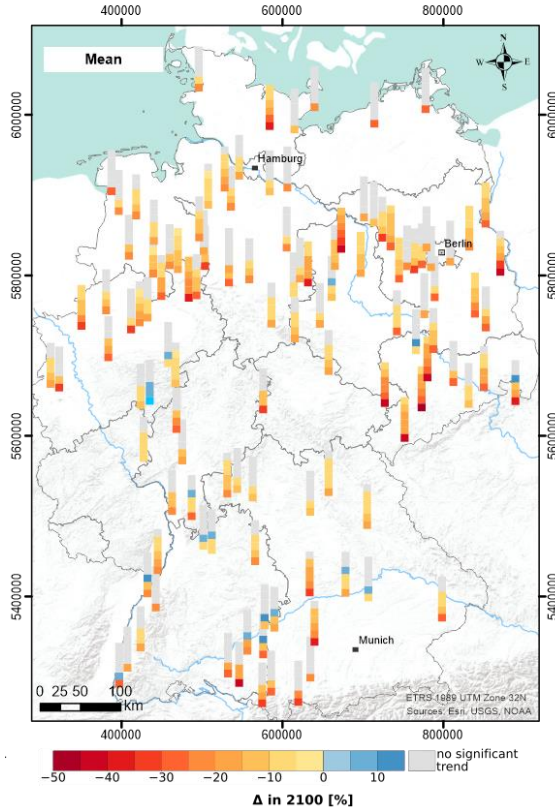 400000 600000 800000
Mean
N
W E
S
6000000 6000000
Hamburg
Berlin
5800000 5800000
5600000 5600000
5400000 5400000
Munich
0 25 50 100
km
ETRS 1989 UTM Zone 32N
Sources: Esri, USGS, NOAA
400000 600000 800000
no significant
trend
−50 −40 −30 −20 −10 0 10
Δ in 2100 [%]